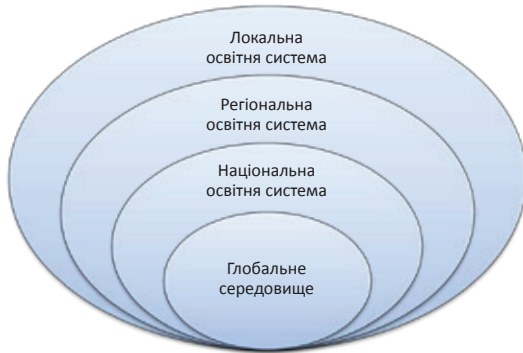 Локальна
освітня система
Регіональна
освітня система
Національна
освітня система
Глобальне
середовище